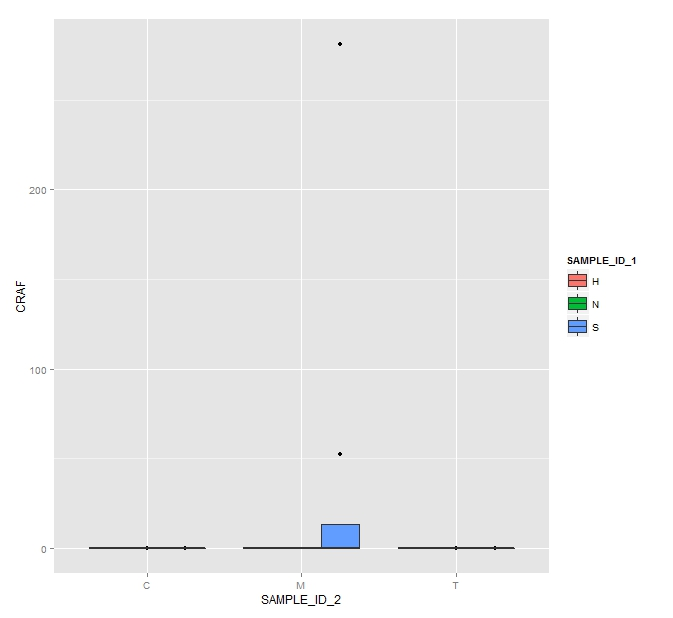 CRAF
200
100
0
C M T
SAMPLE_ID_2
SAMPLE_ID_1
H
N
S